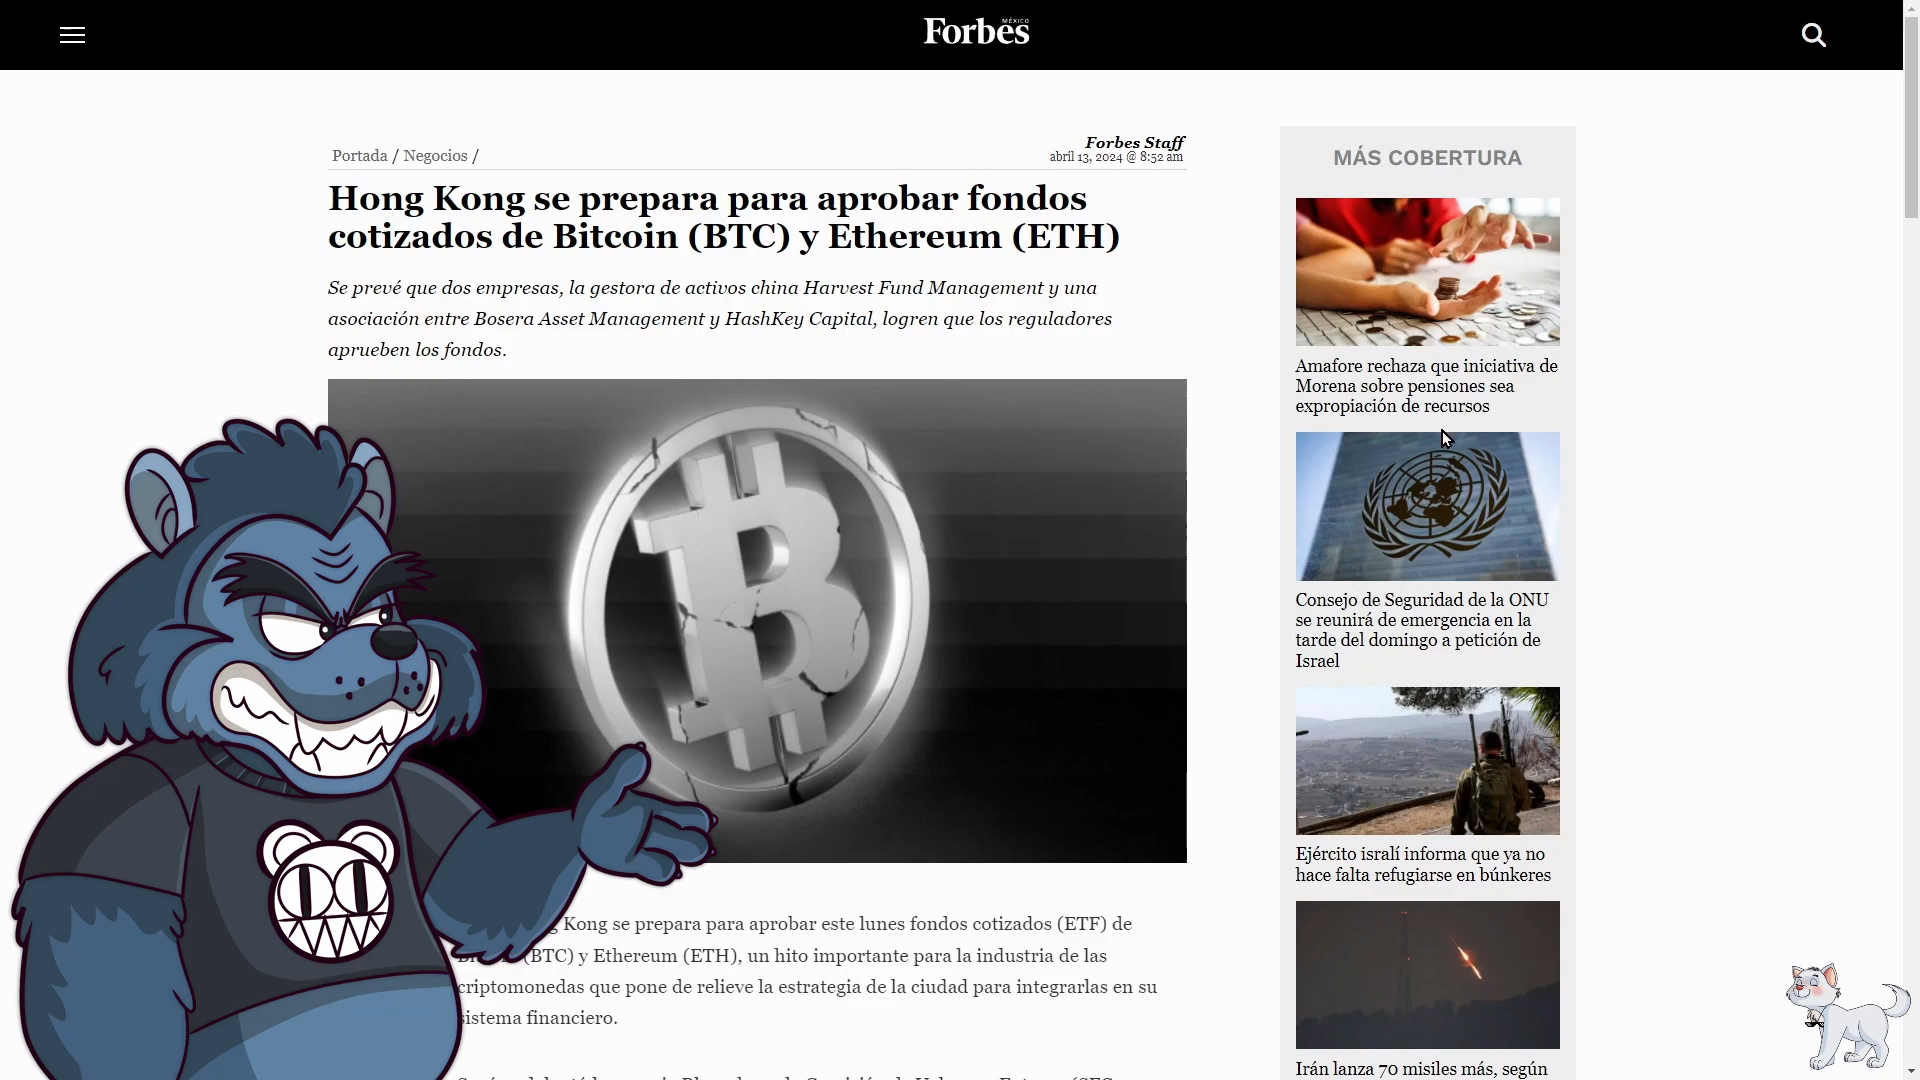 Forbes
MÉXICO
Portada / Negocios /
Forbes Staff
abril 13, 2024 @ 8:52 am
Hong Kong se prepara para aprobar fondos
cotizados de Bitcoin (BTC) y Ethereum (ETH)
Se prevé que dos empresas, la gestora de activos china Harvest Fund Management y una
asociación entre Bosera Asset Management y HashKey Capital, logren que los reguladores
aprueben los fondos.
Kong se prepara para aprobar este lunes fondos cotizados (ETF) de
(BTC) y Ethereum (ETH), un hito importante para la industria de las
criptomonedas que pone de relieve la estrategia de la ciudad para integrarlas en su
sistema financiero.
MÁS COBERTURA
Amafore rechaza que iniciativa de
Morena sobre pensiones sea
expropiación de recursos
Consejo de Seguridad de la ONU
se reunirá de emergencia en la
tarde del domingo a petición de
Israel
Ejército isralí informa que ya no
hace falta refugiarse en búnkeres
Irán lanza 70 misiles más, según